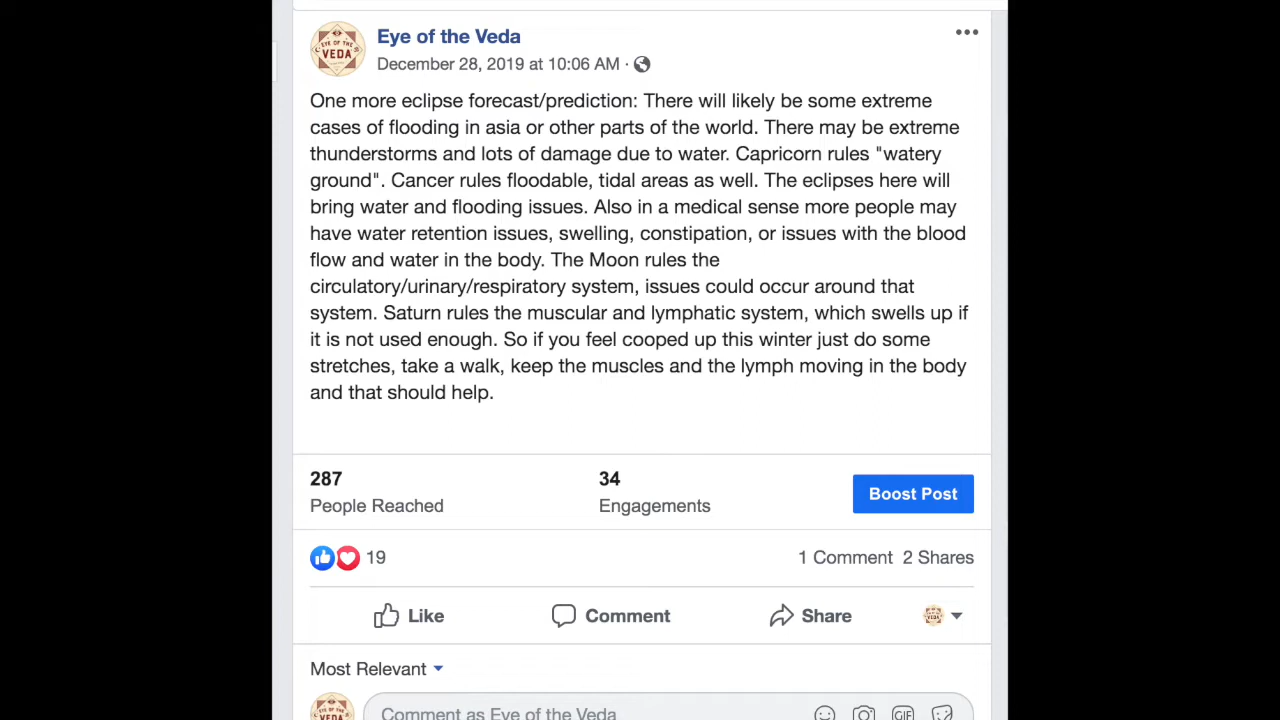 Eye of the Veda
December 28, 2019 at 10:06 AM ·
One more eclipse forecast/prediction: There will likely be some extreme
cases of flooding in asia or other parts of the world. There may be extreme
thunderstorms and lots of damage due to water. Capricorn rules "watery
ground". Cancer rules floodable, tidal areas as well. The eclipses here will
bring water and flooding issues. Also in a medical sense more people may
have water retention issues, swelling, constipation, or issues with the blood
flow and water in the body. The Moon rules the
circulatory/urinary/respiratory system, issues could occur around that
system. Saturn rules the muscular and lymphatic system, which swells up if
it is not used enough. So if you feel cooped up this winter just do some
stretches, take a walk, keep the muscles and the lymph moving in the body
and that should help.
287 34
People Reached Engagements Boost Post
19 1 Comment 2 Shares
Like Comment Share
Most Relevant
Comment as Eye of the Veda
EYE OF THE
VEDA
GIF